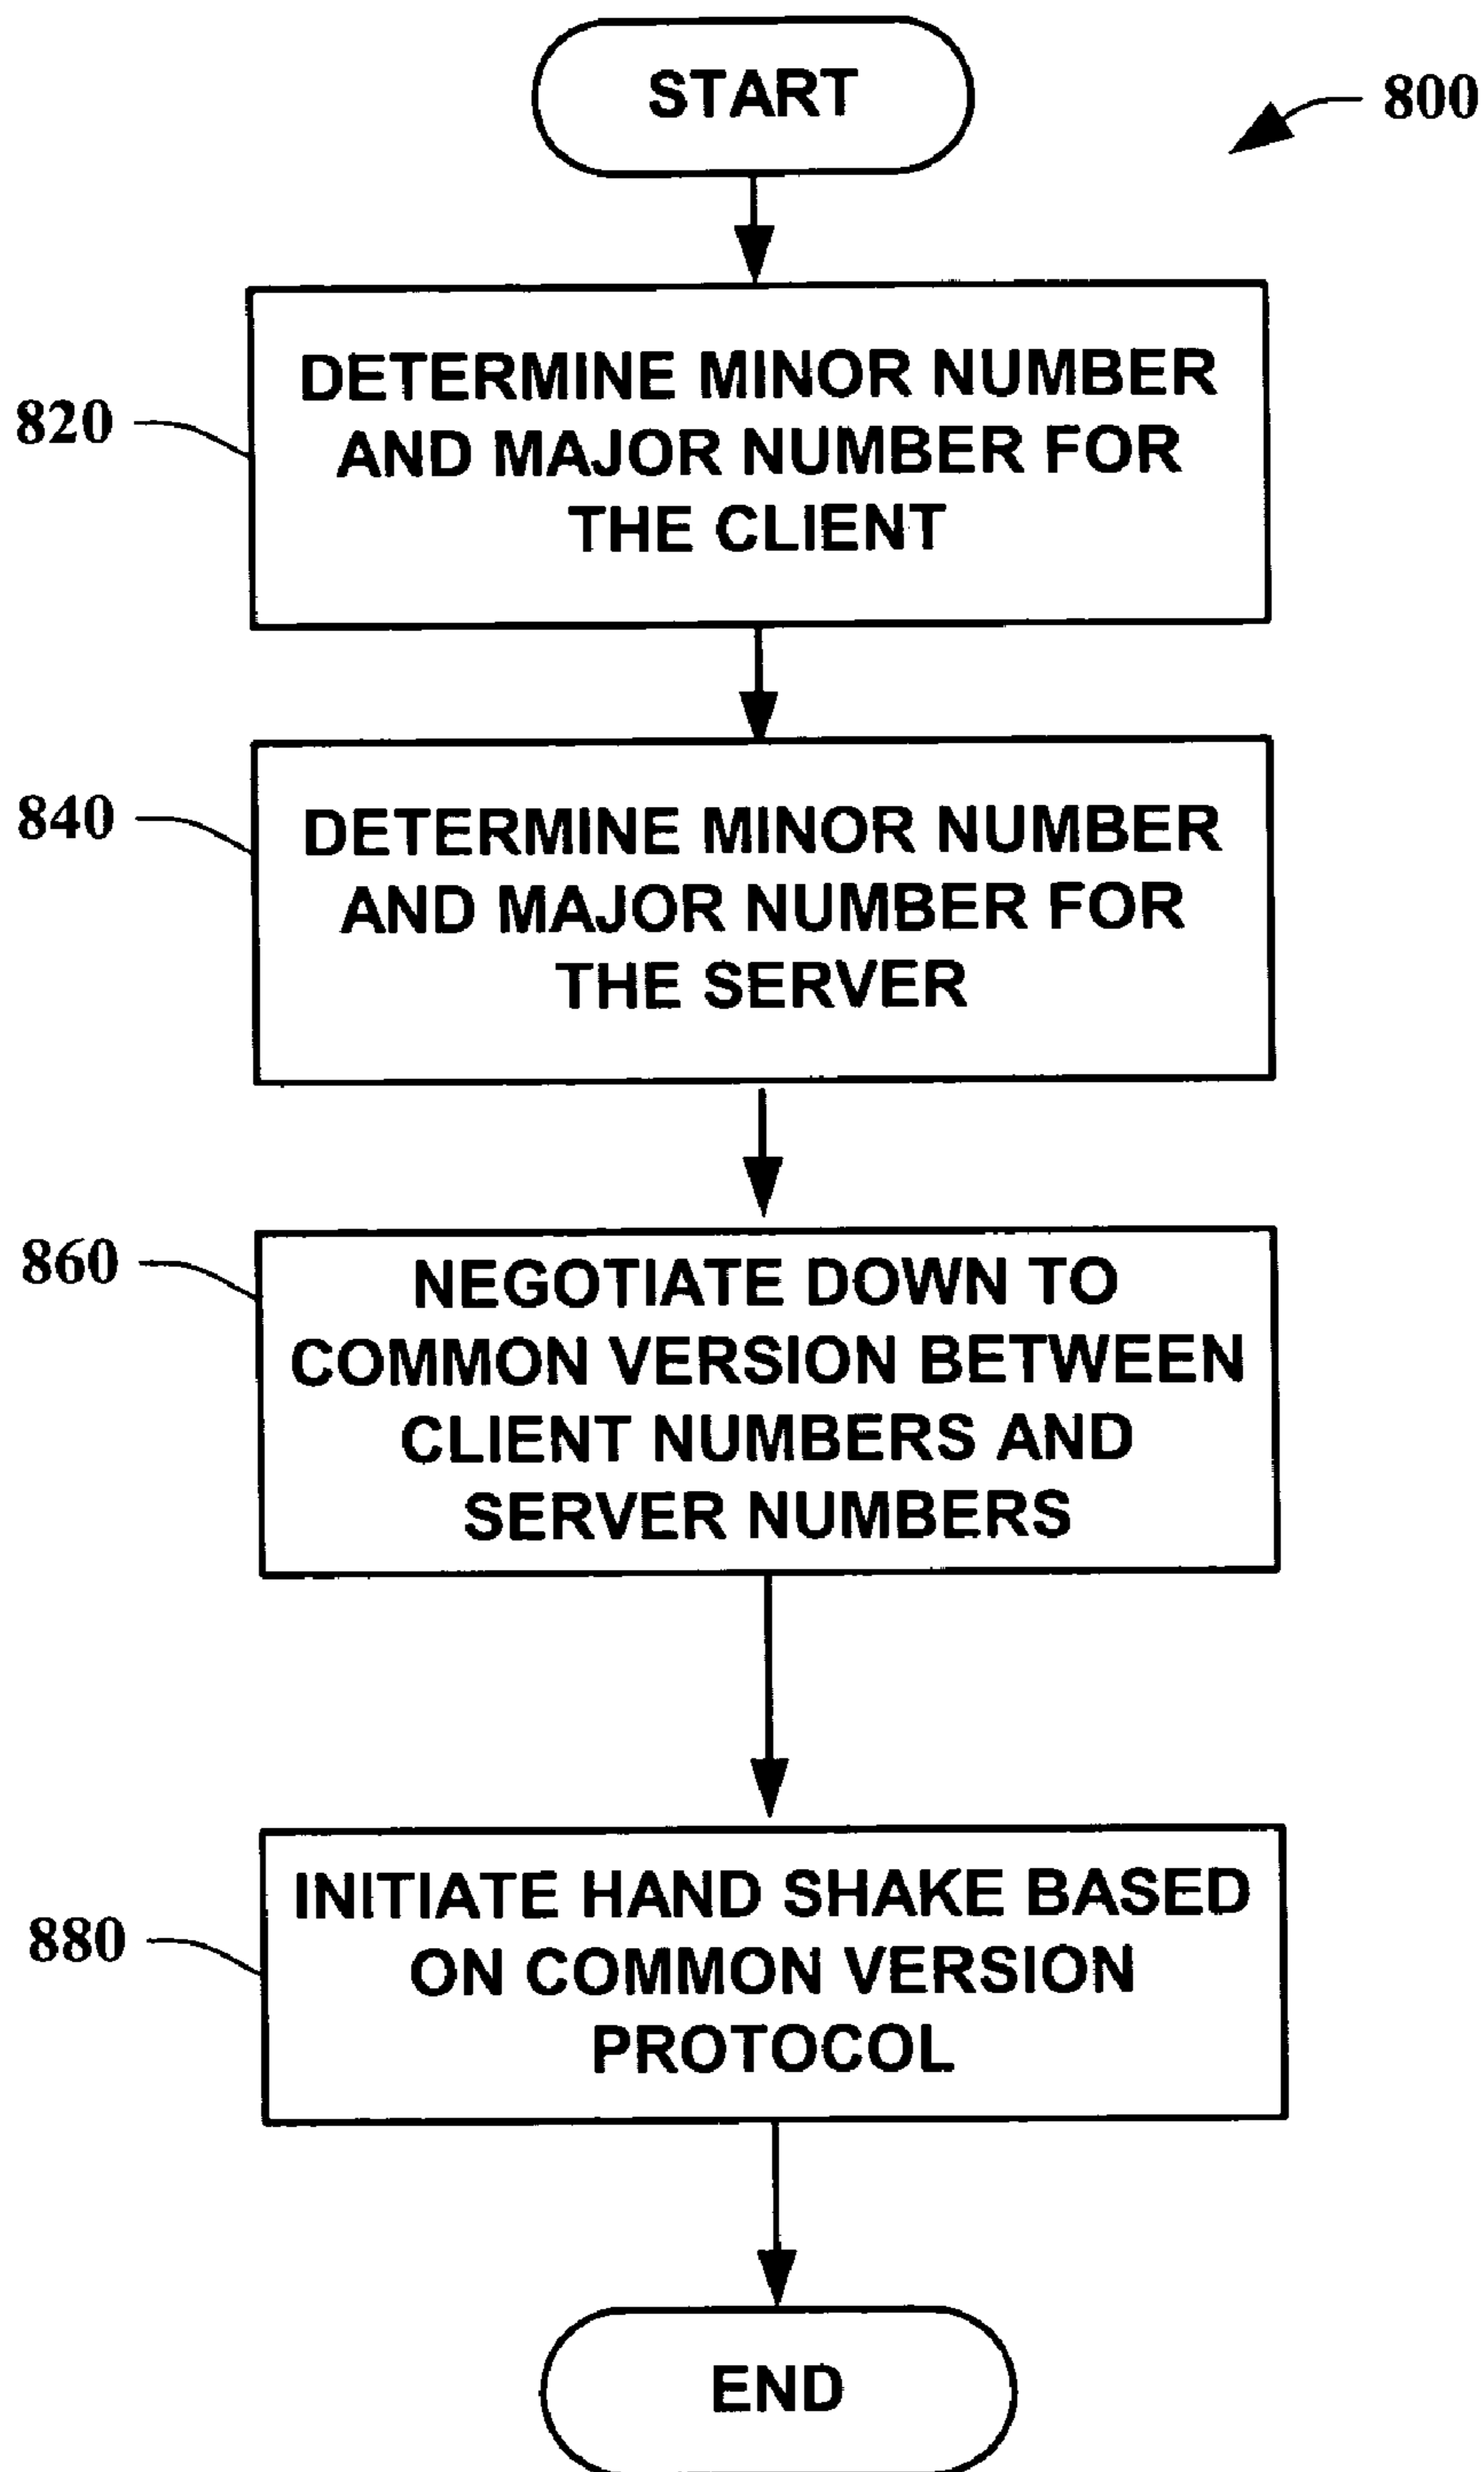 START
800
820
DETERMINE MINOR NUMBER
AND MAJOR NUMBER FOR
THE CLIENT
840
DETERMINE MINOR NUMBER
AND MAJOR NUMBER FOR
THE SERVER
860
NEGOTIATE DOWN TO
COMMON VERSION BETWEEN
CLIENT NUMBERS AND
SERVER NUMBERS
880
INITIATE HAND SHAKE BASED
ON COMMON VERSION
PROTOCOL
END